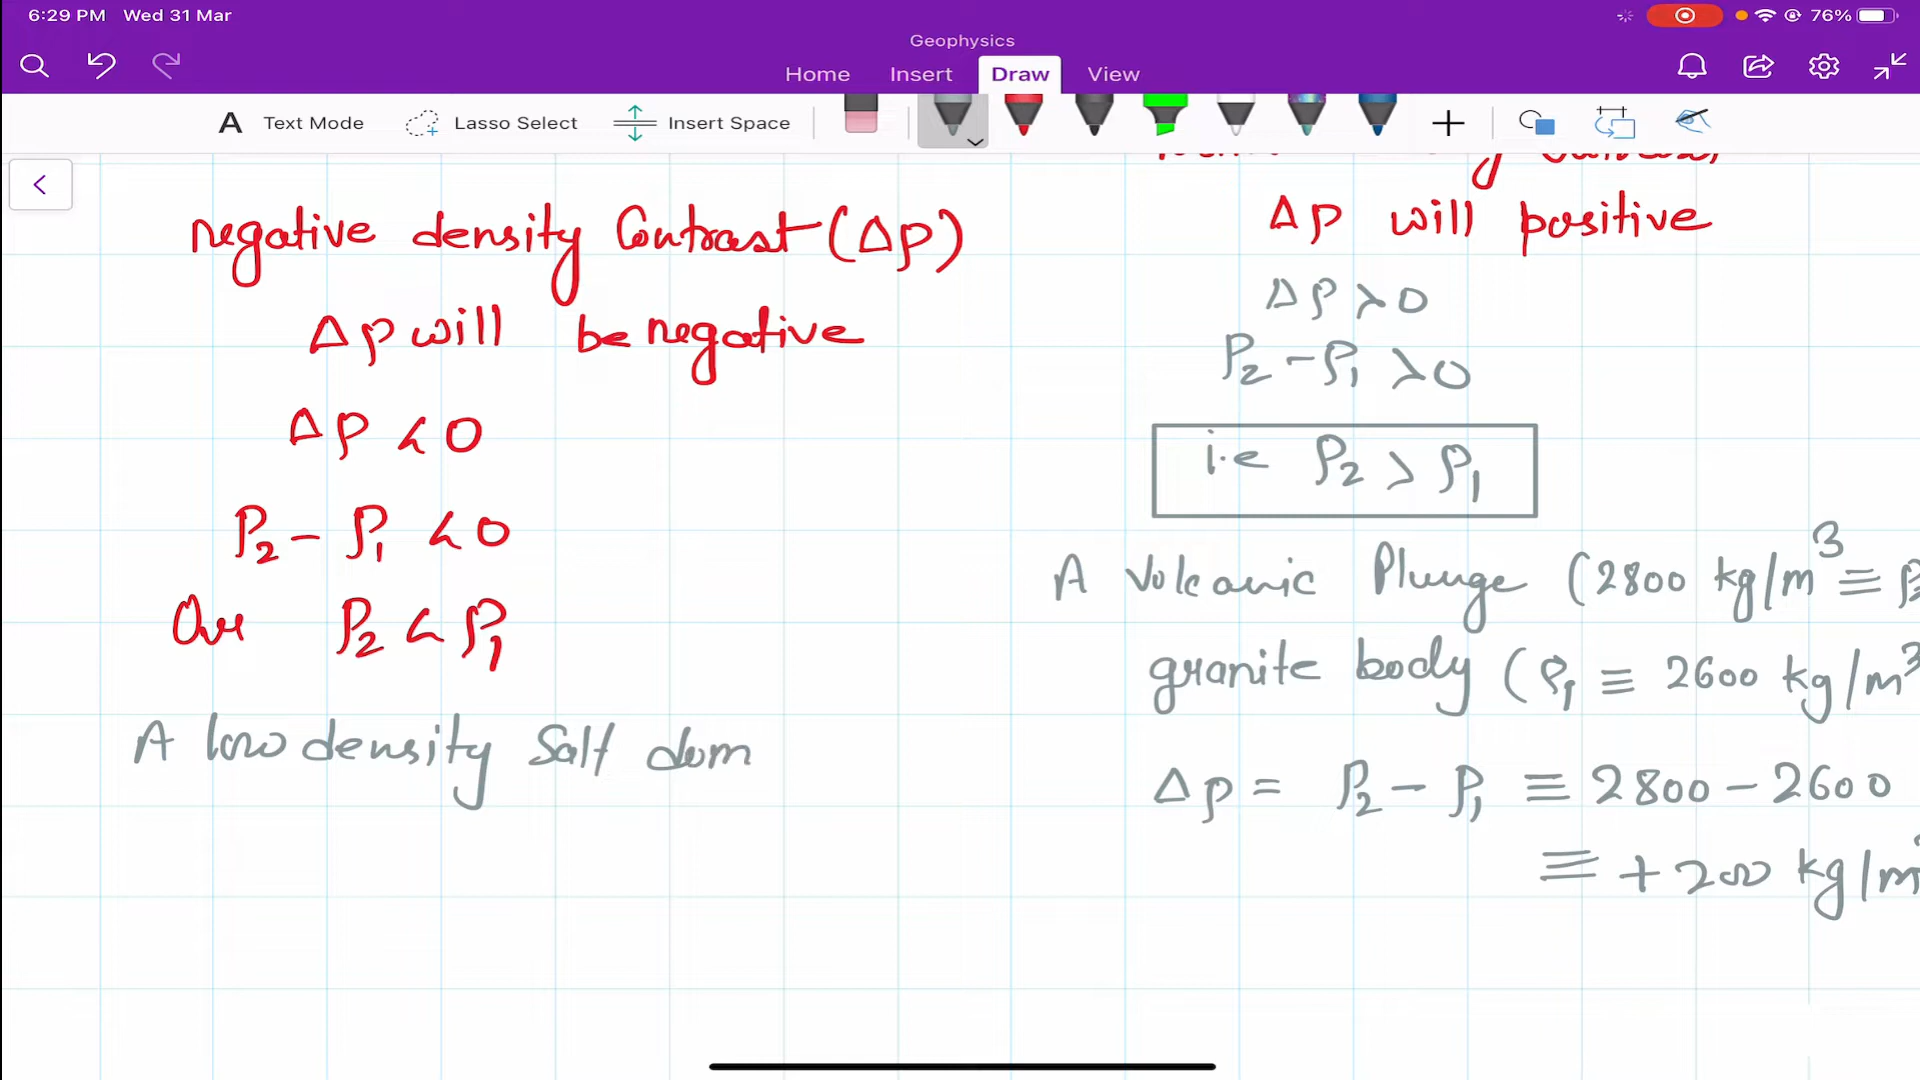 6:29 PM Wed 31 Mar
76%
Geophysics
Home Insert Draw View
A Text Mode Lasso Select Insert Space
negative density Contrast (Δρ)
Δρ will be negative
Δρ < 0
ρ2 - ρ1 < 0
ρ2 < ρ1
A low density Salt dom
Δρ will positive
Δρ > 0
ρ2 - ρ1 > 0
i.e ρ2 > ρ1
A Volcanic Plunge (2800 kg/m³ ≡ ρ2
granite body (ρ1 ≡ 2600 kg/m³
Δρ = ρ2 - ρ1 ≡ 2800 - 2600
≡ +200 kg/m